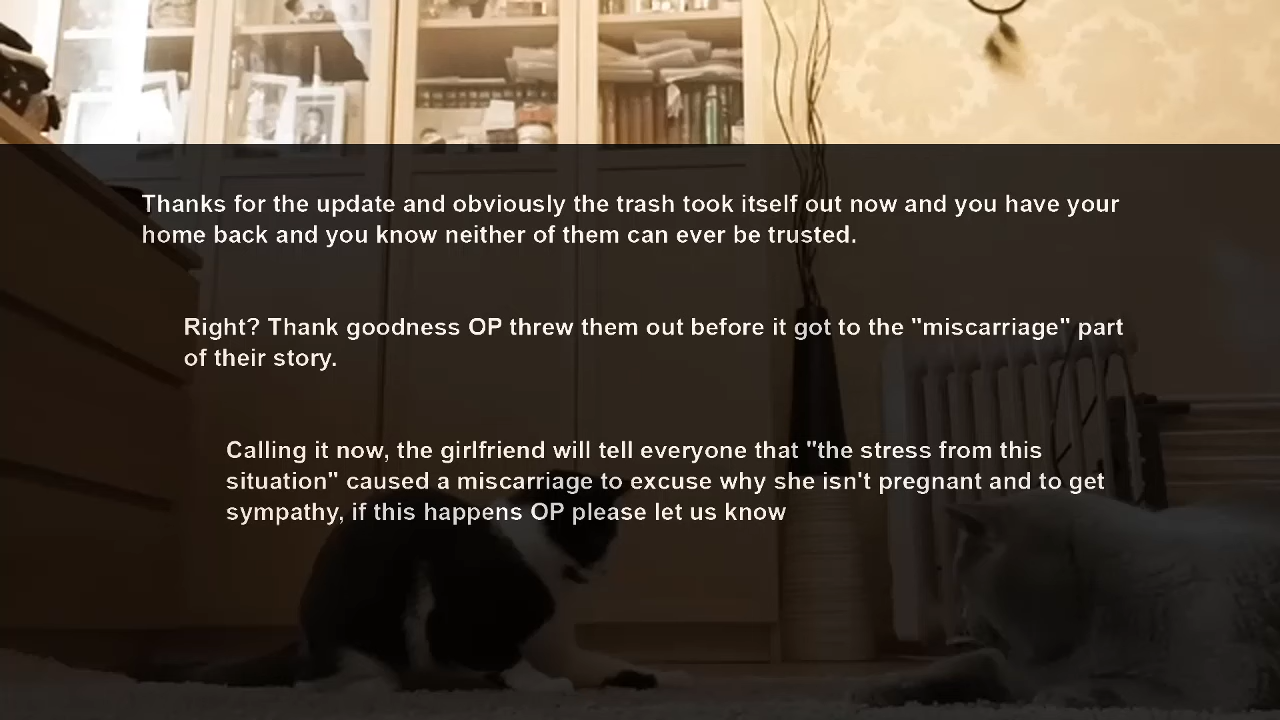 Thanks for the update and obviously the trash took itself out now and you have your
home back and you know neither of them can ever be trusted.
Right? Thank goodness OP threw them out before it got to the "miscarriage" part
of their story.
Calling it now, the girlfriend will tell everyone that "the stress from this
situation" caused a miscarriage to excuse why she isn't pregnant and to get
sympathy, if this happens OP please let us know